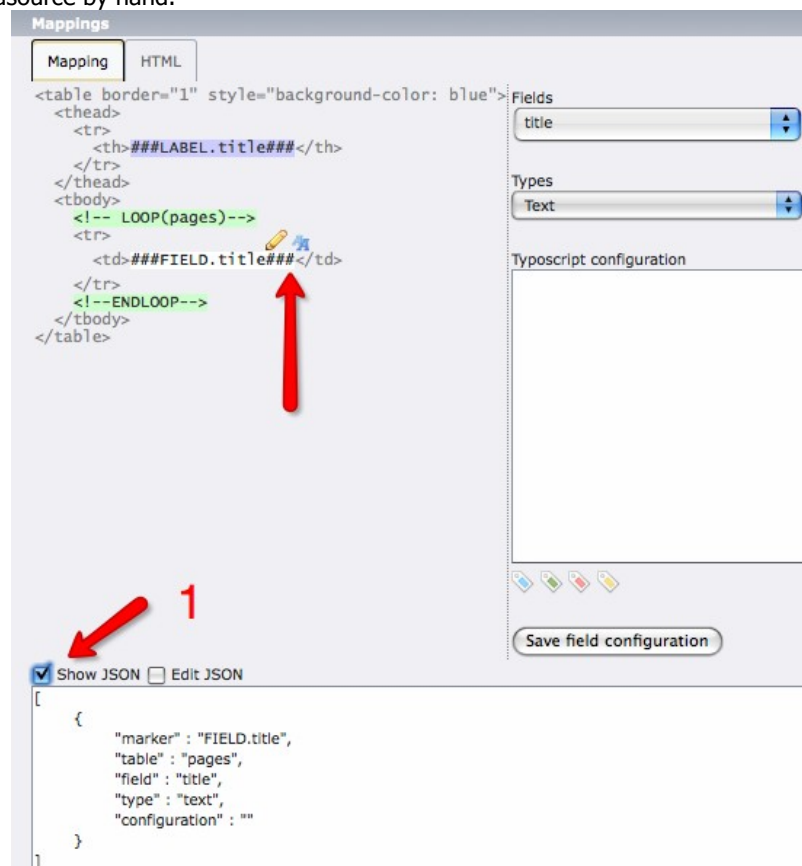 Mappings
Mapping
HTML
<table border="1" style="background-color: blue">
<thead>
<tr>
<th>###LABEL.title###</th>
</tr>
</thead>
<tbody>
<!-- LOOP(pages)-->
<tr>
<td>###FIELD.title###</td>
</tr>
<!--ENDLOOP-->
</tbody>
</table>
Fields
title
Types
Text
Typoscript configuration
Save field configuration
1
Show JSON
Edit JSON
[
{
"marker" : "FIELD.title",
"table" : "pages",
"field" : "title",
"type" : "text",
"configuration" : ""
}
]